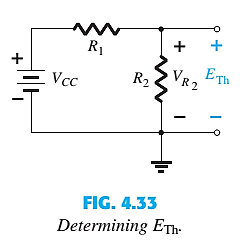 R1
+ + +
VCC R2 VR2 ETh
− − −
FIG. 4.33
Determining ETh.